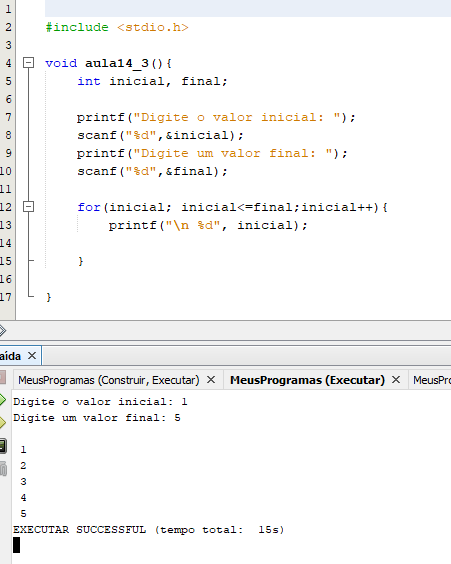 1
2 #include <stdio.h>
3
4 void aula14_3(){
5 int inicial, final;
6
7 printf("Digite o valor inicial: ");
8 scanf("%d",&inicial);
9 printf("Digite um valor final: ");
10 scanf("%d",&final);
11
12 for(inicial; inicial<=final;inicial++){
13 printf("\n %d", inicial);
14
15 }
16
17 }
aída ×
MeusProgramas (Construir, Executar) × MeusProgramas (Executar) × MeusPro
Digite o valor inicial: 1
Digite um valor final: 5
1
2
3
4
5
EXECUTAR SUCCESSFUL (tempo total: 15s)